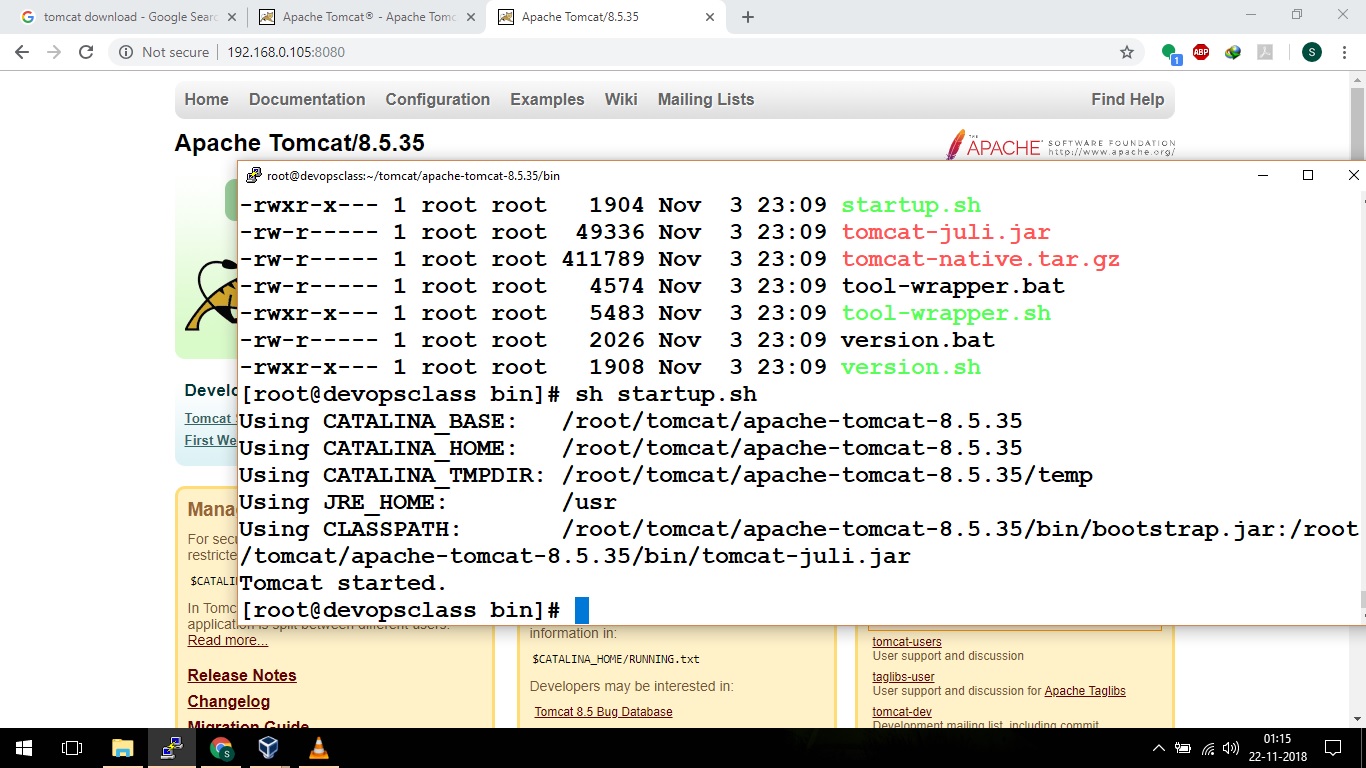 tomcat download - Google Sear
Apache Tomcat® - Apache Tomc
Apache Tomcat/8.5.35
Not secure
192.168.0.105:8080
1
ABP
S
Home Documentation Configuration Examples Wiki Mailing Lists Find Help
Apache Tomcat/8.5.35
THE
APACHE SOFTWARE FOUNDATION
http://www.apache.org/
root@devopsclass:~/tomcat/apache-tomcat-8.5.35/bin
-rwxr-x--- 1 root root   1904 Nov  3 23:09 startup.sh
-rw-r----- 1 root root  49336 Nov  3 23:09 tomcat-juli.jar
-rw-r----- 1 root root 411789 Nov  3 23:09 tomcat-native.tar.gz
-rw-r----- 1 root root   4574 Nov  3 23:09 tool-wrapper.bat
-rwxr-x--- 1 root root   5483 Nov  3 23:09 tool-wrapper.sh
-rw-r----- 1 root root   2026 Nov  3 23:09 version.bat
-rwxr-x--- 1 root root   1908 Nov  3 23:09 version.sh
[root@devopsclass bin]# sh startup.sh
Using CATALINA_BASE:   /root/tomcat/apache-tomcat-8.5.35
Using CATALINA_HOME:   /root/tomcat/apache-tomcat-8.5.35
Using CATALINA_TMPDIR: /root/tomcat/apache-tomcat-8.5.35/temp
Using JRE_HOME:        /usr
Using CLASSPATH:       /root/tomcat/apache-tomcat-8.5.35/bin/bootstrap.jar:/root
/tomcat/apache-tomcat-8.5.35/bin/tomcat-juli.jar
Tomcat started.
[root@devopsclass bin]#
Develo
Tomcat
First We
Mana
For secu
restricte
$CATALI
In Tomc
application is split between different users.
Read more...
Release Notes
Changelog
Migration Guide
information in:
$CATALINA_HOME/RUNNING.txt
Developers may be interested in:
Tomcat 8.5 Bug Database
tomcat-users
User support and discussion
taglibs-user
User support and discussion for Apache Taglibs
tomcat-dev
Development mailing list, including commit
S
01:15
22-11-2018